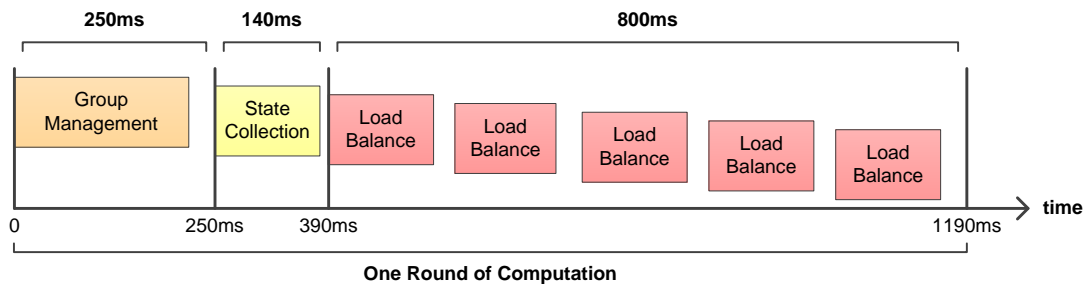 250ms
140ms
800ms
Group
Management
State
Collection
Load
Balance
Load
Balance
Load
Balance
Load
Balance
Load
Balance
time
0
250ms
390ms
1190ms
One Round of Computation